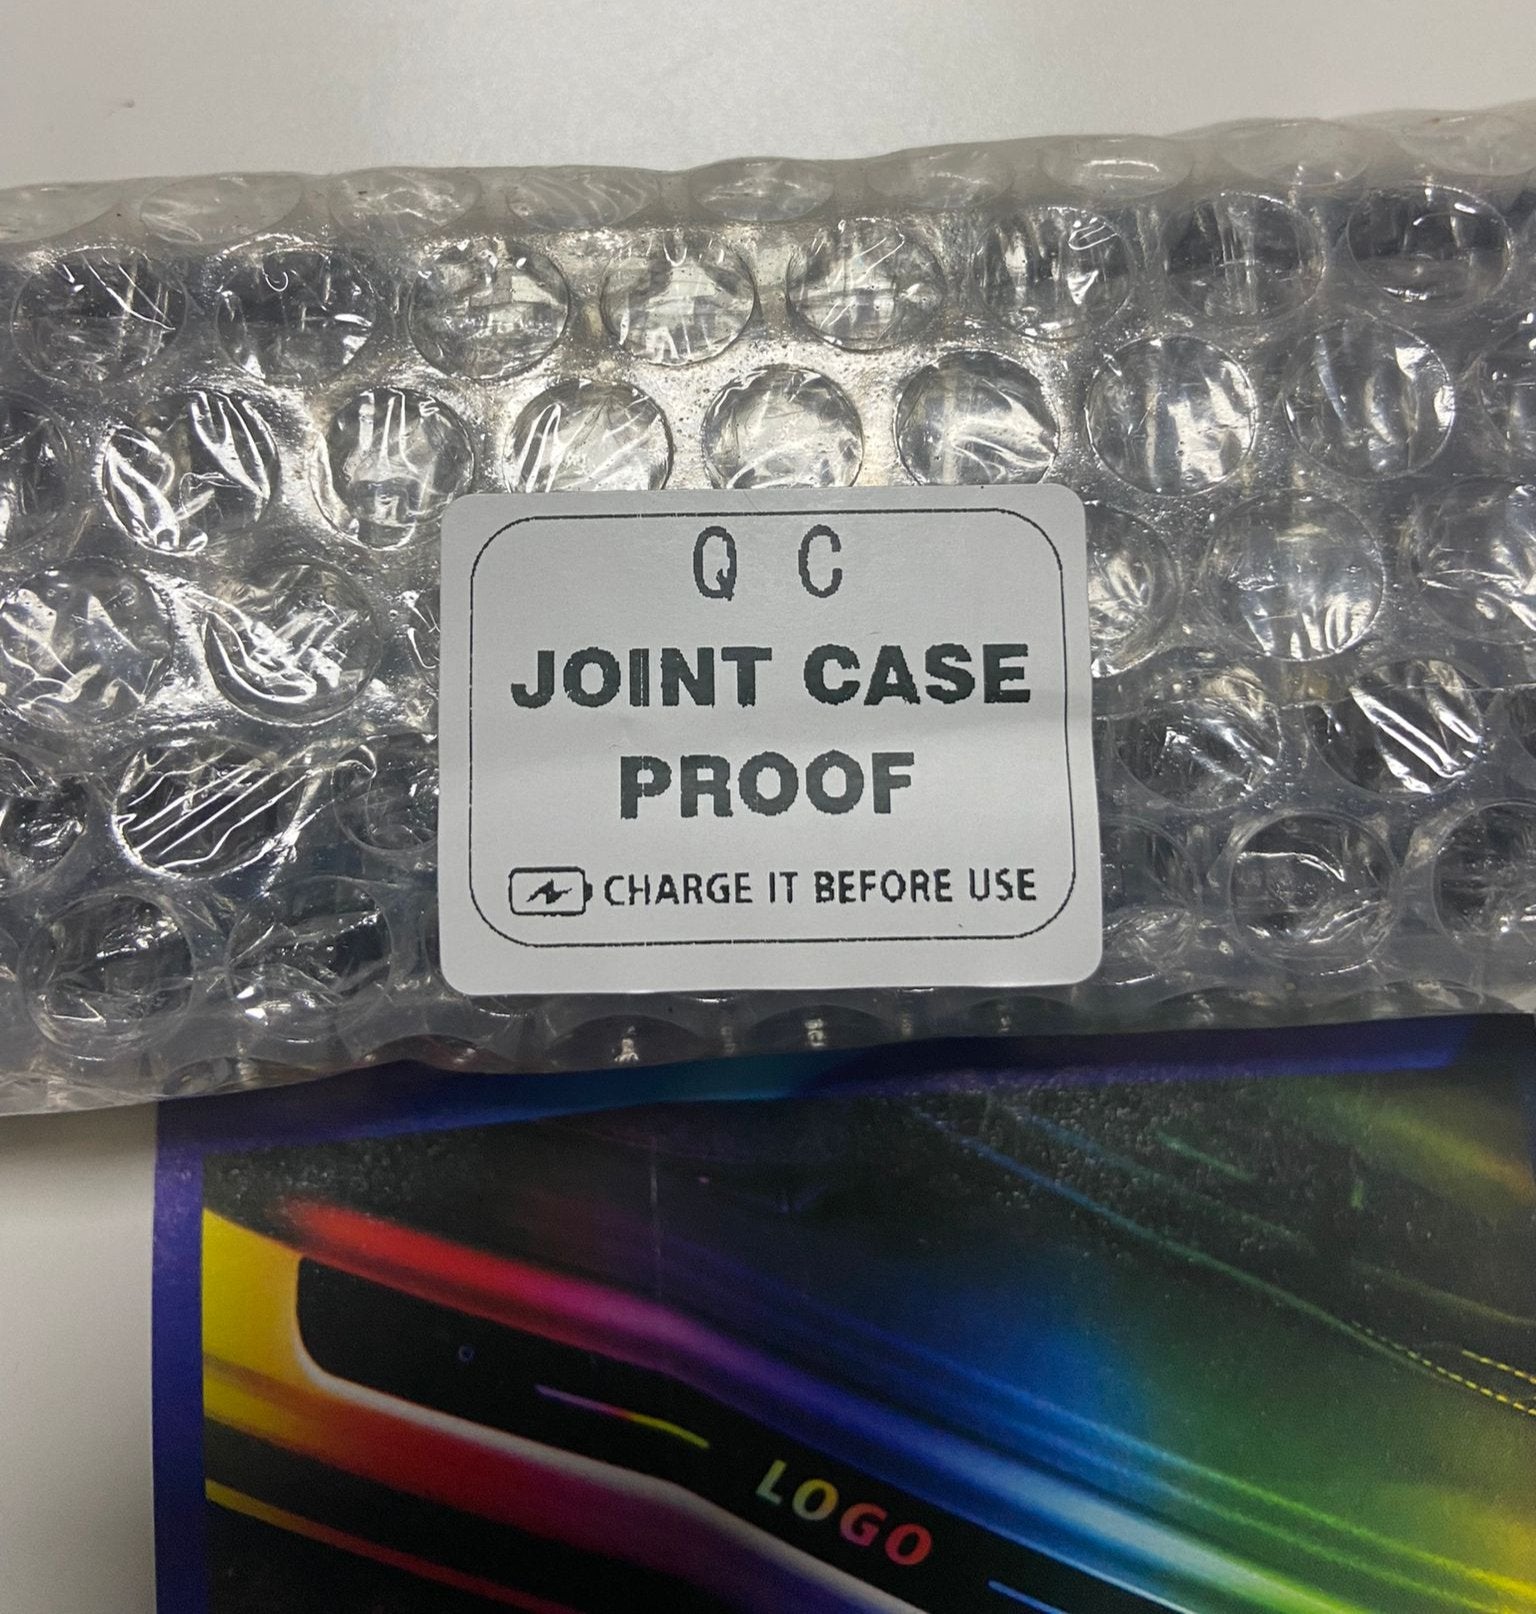 Q C
JOINT CASE
PROOF
CHARGE IT BEFORE USE
LOGO